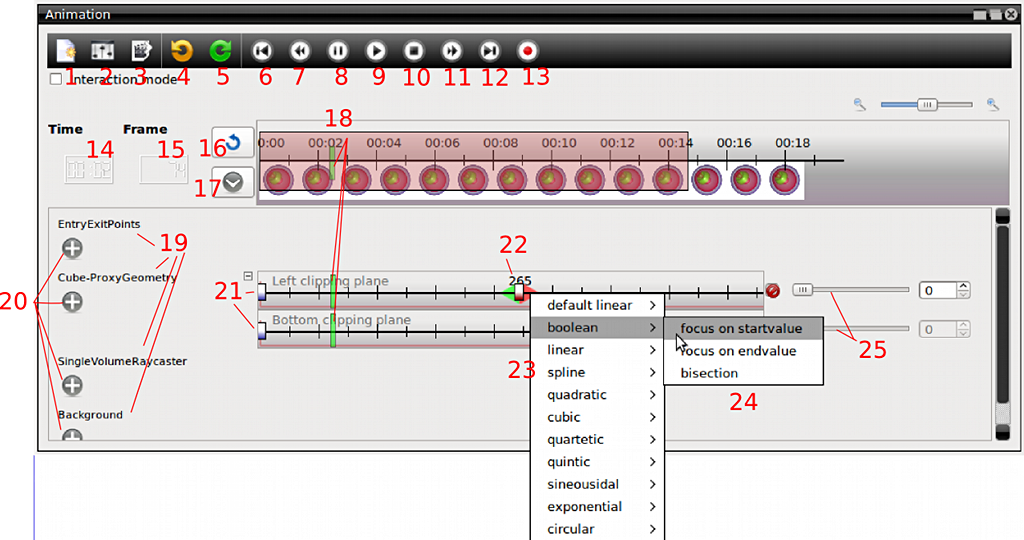 Animation
1 2 3 4 5 6 7 8 9 10 11 12 13
Interaction mode
18
Time Frame
14 15 16
00:02 74
0:00 00:02 00:04 00:06 00:08 00:10 00:12 00:14 00:16 00:18
17
EntryExitPoints
19
22
Cube-ProxyGeometry
20
21
Left clipping plane
265
0
default linear
Bottom clipping plane
boolean
focus on startvalue
0
linear
focus on endvalue
25
SingleVolumeRaycaster
23
spline
bisection
quadratic
24
Background
cubic
quartetic
quintic
sineousidal
exponential
circular